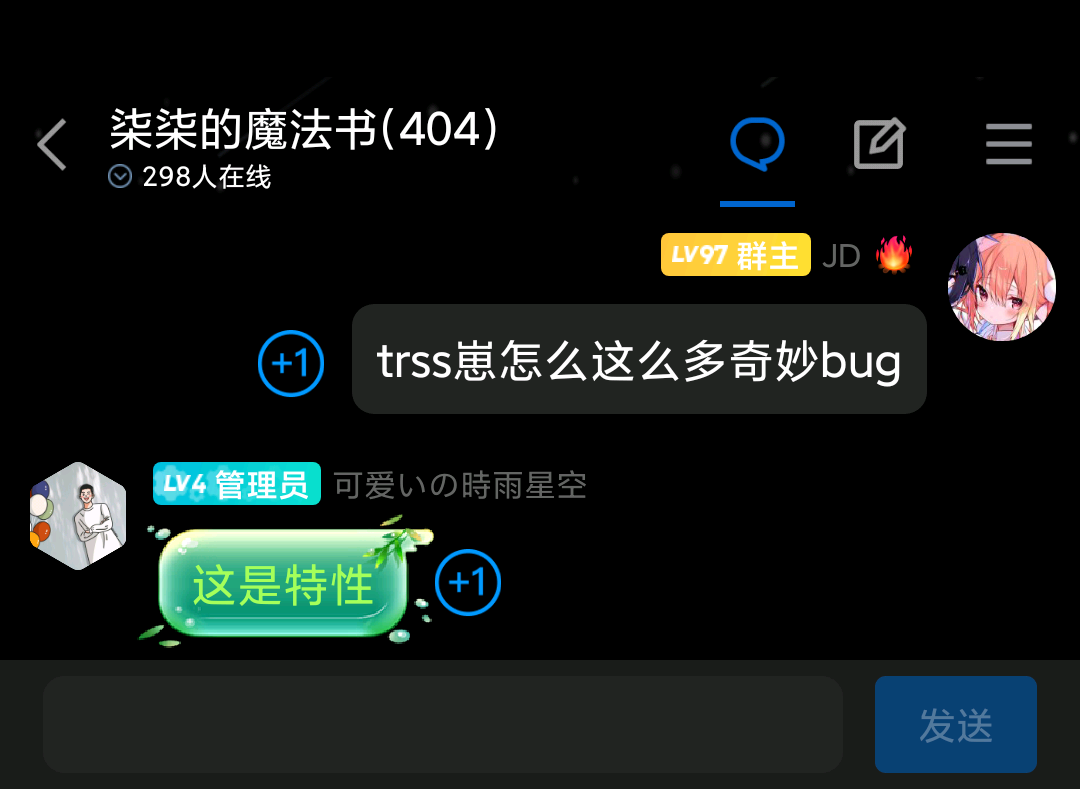 柒柒的魔法书(404)
298人在线
LV97 群主 JD
trss崽怎么这么多奇妙bug
+1
LV4 管理员 可爱いの時雨星空
这是特性
+1
发送